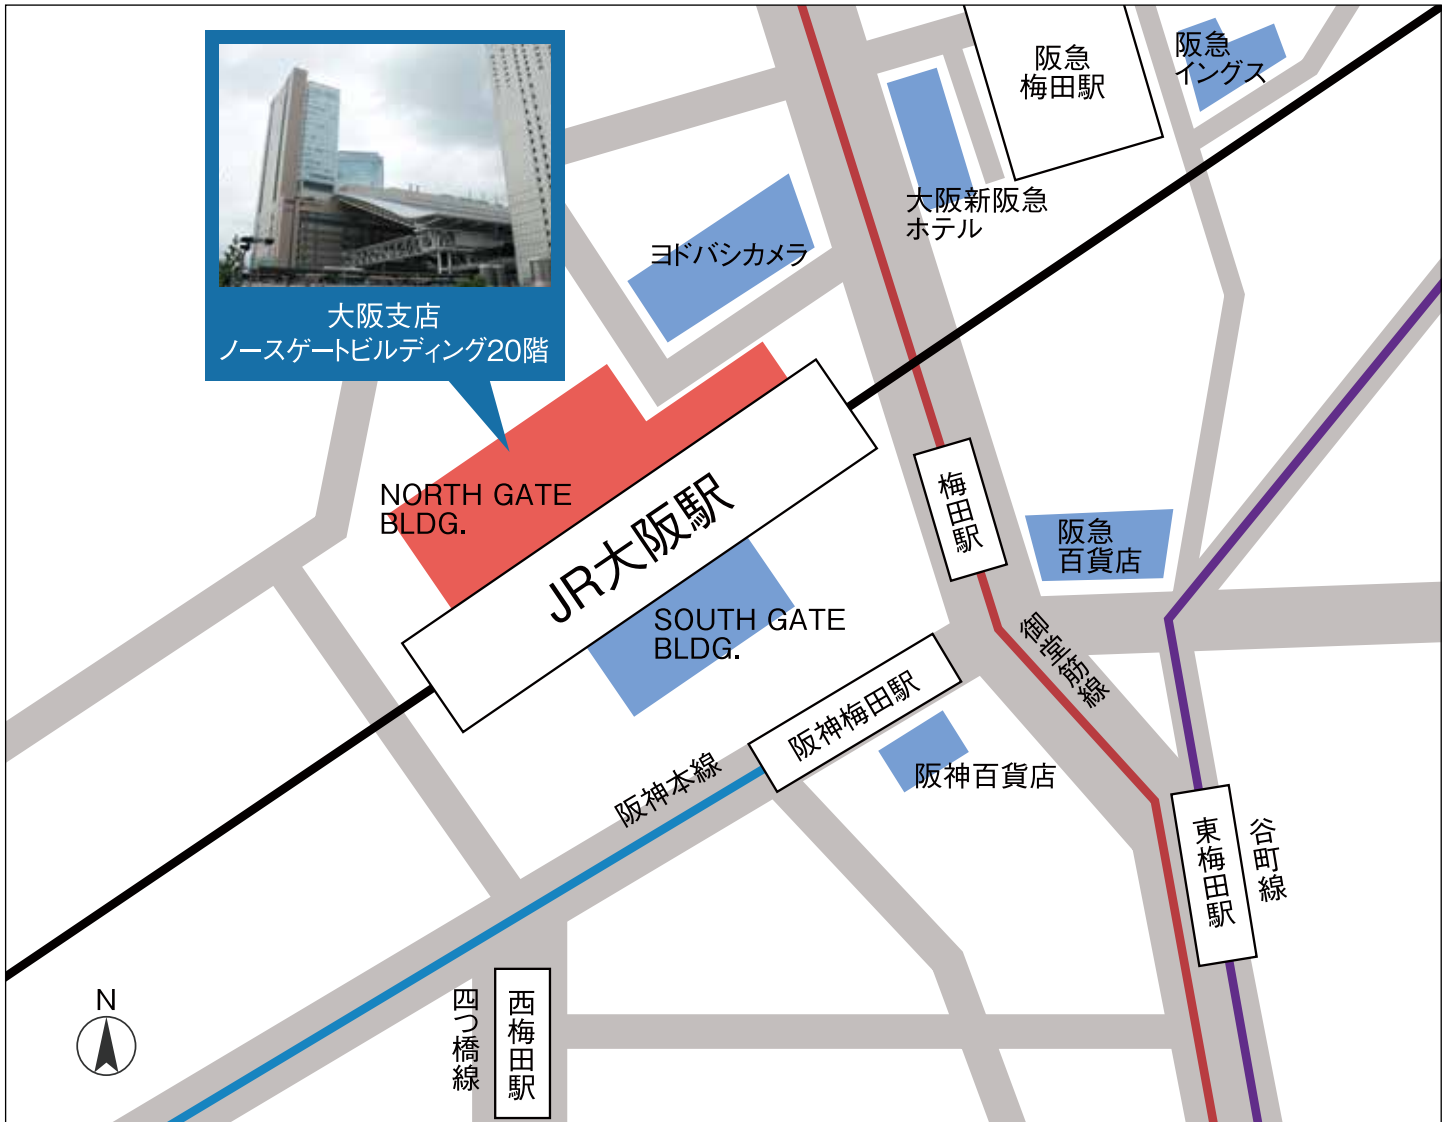 阪急
梅田駅
阪急
イングス
大阪新阪急
ホテル
ヨドバシカメラ
大阪支店
ノースゲートビルディング20階
NORTH GATE
BLDG.
JR大阪駅
梅田駅
阪急
百貨店
SOUTH GATE
BLDG.
御堂筋線
阪神梅田駅
阪神本線
阪神百貨店
東梅田駅
谷町線
四つ橋線
西梅田駅
N